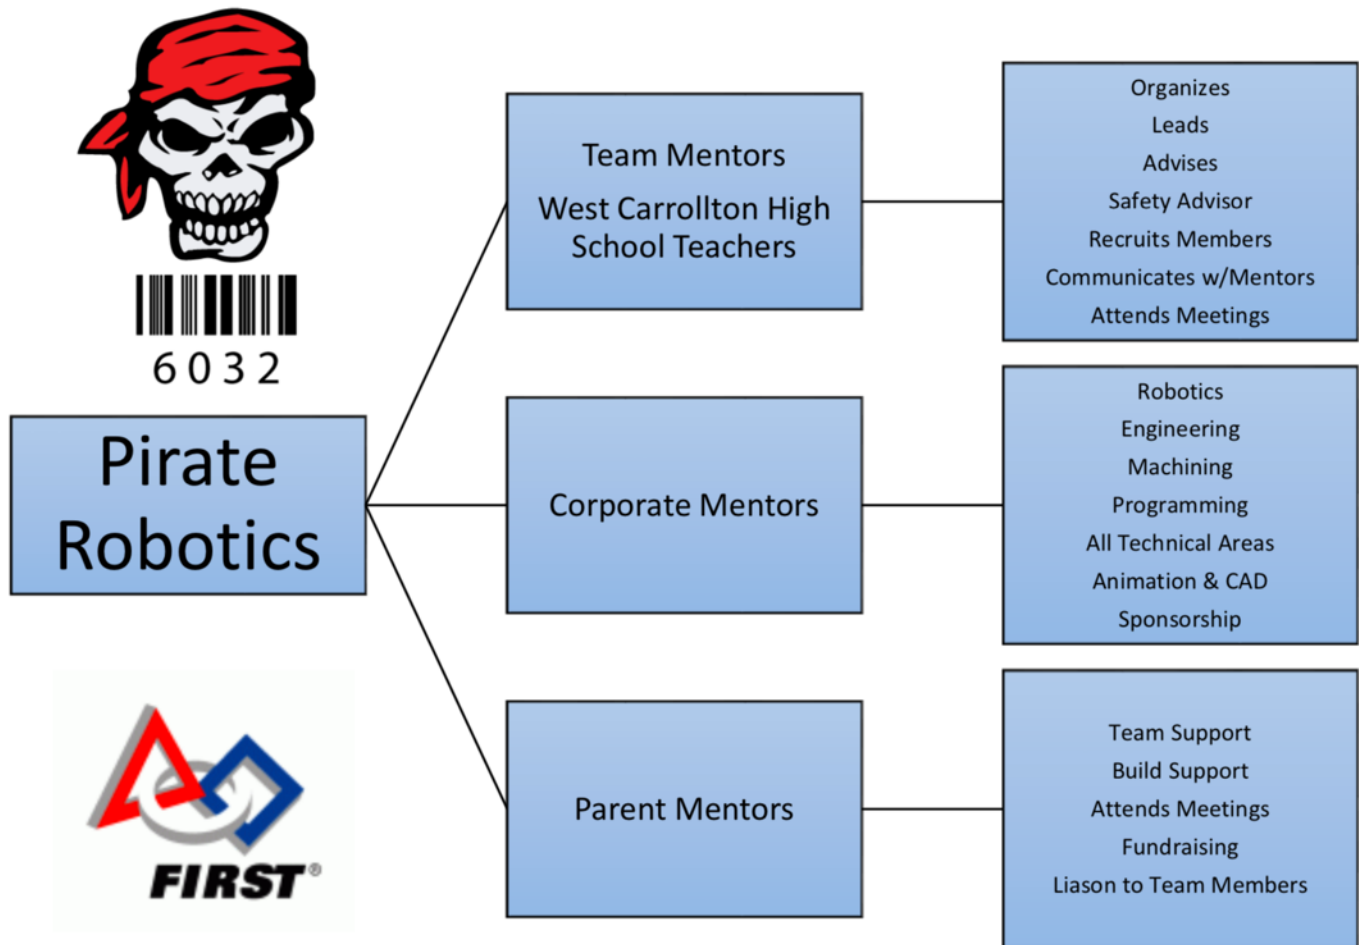 6032
Pirate
Robotics
FIRST®
Team Mentors
West Carrollton High
School Teachers
Corporate Mentors
Parent Mentors
Organizes
Leads
Advises
Safety Advisor
Recruits Members
Communicates w/Mentors
Attends Meetings
Robotics
Engineering
Machining
Programming
All Technical Areas
Animation & CAD
Sponsorship
Team Support
Build Support
Attends Meetings
Fundraising
Liason to Team Members